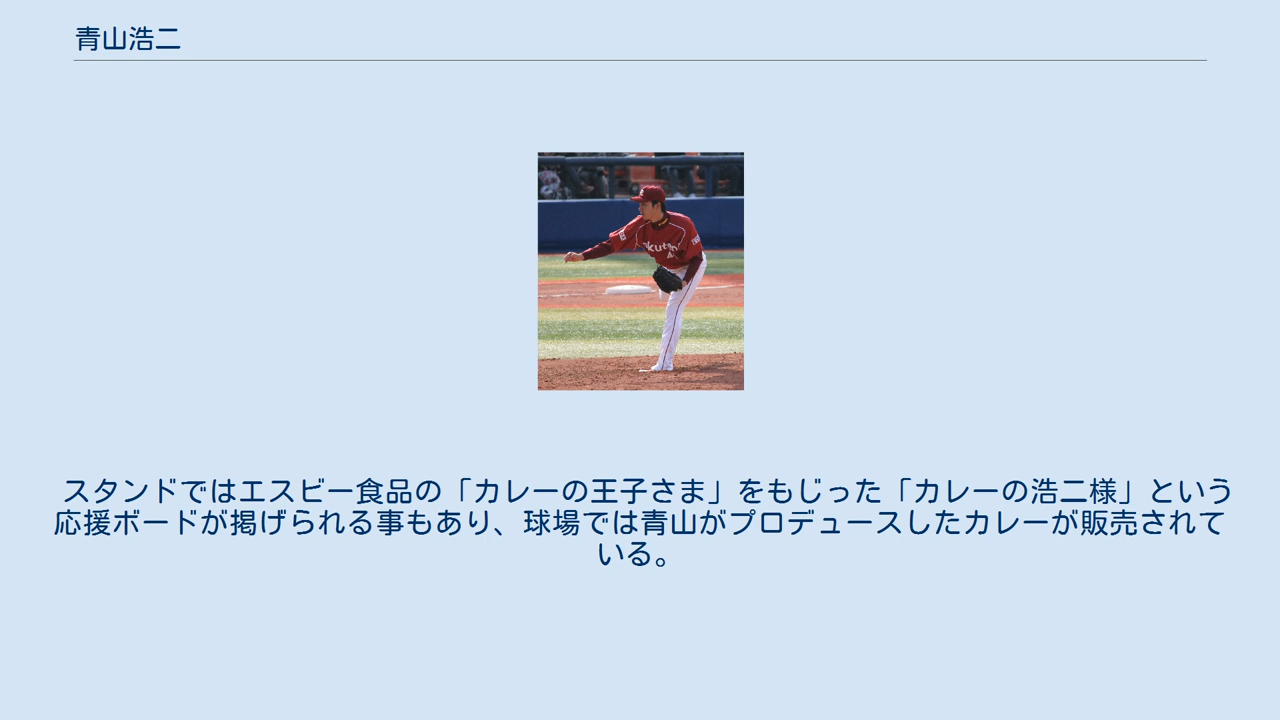 青山浩二
スタンドではエスビー食品の「カレーの王子さま」をもじった「カレーの浩二様」という
応援ボードが掲げられる事もあり、球場では青山がプロデュースしたカレーが販売されて
いる。